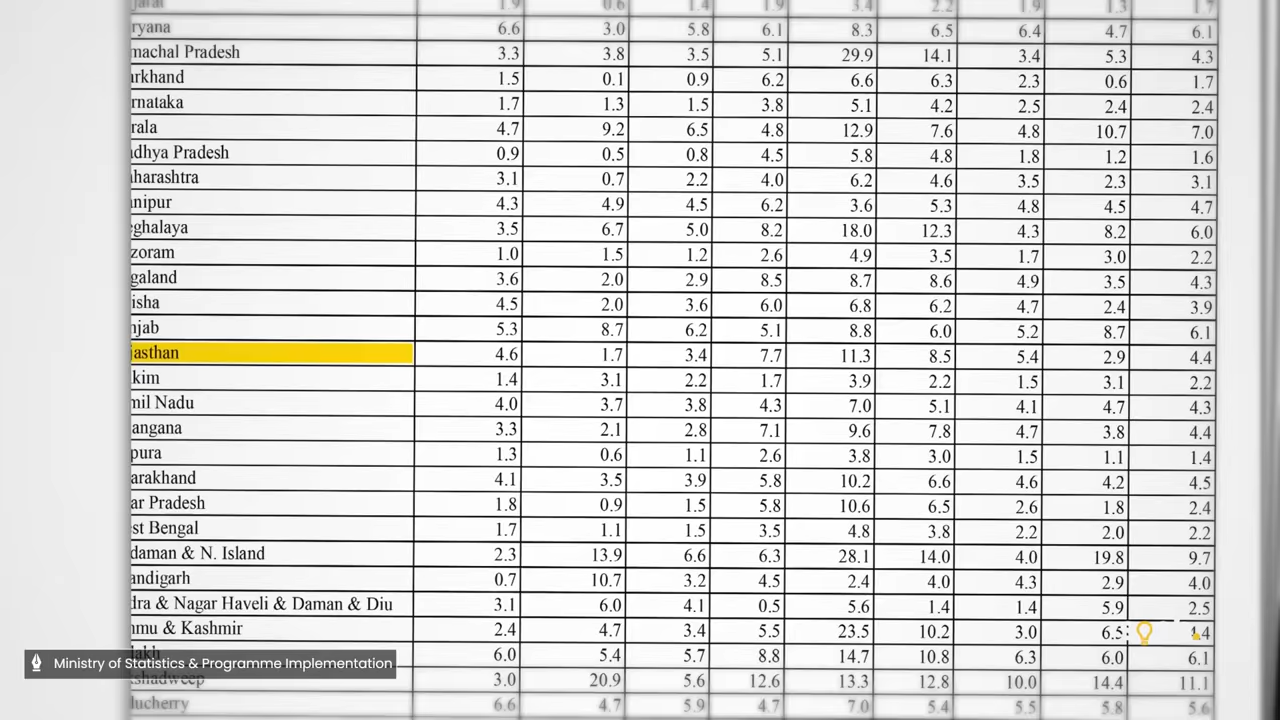 ryana 6.6 3.0 5.8 6.1 8.3 6.5 6.4 4.7 6.1
machal Pradesh 3.3 3.8 3.5 5.1 29.9 14.1 3.4 5.3 4.3
arkhand 1.5 0.1 0.9 6.2 6.6 6.3 2.3 0.6 1.7
rnataka 1.7 1.3 1.5 3.8 5.1 4.2 2.5 2.4 2.4
rala 4.7 9.2 6.5 4.8 12.9 7.6 4.8 10.7 7.0
adhya Pradesh 0.9 0.5 0.8 4.5 5.8 4.8 1.8 1.2 1.6
aharashtra 3.1 0.7 2.2 4.0 6.2 4.6 3.5 2.3 3.1
anipur 4.3 4.9 4.5 6.2 3.6 5.3 4.8 4.5 4.7
eghalaya 3.5 6.7 5.0 8.2 18.0 12.3 4.3 8.2 6.0
zoram 1.0 1.5 1.2 2.6 4.9 3.5 1.7 3.0 2.2
galand 3.6 2.0 2.9 8.5 8.7 8.6 4.9 3.5 4.3
isha 4.5 2.0 3.6 6.0 6.8 6.2 4.7 2.4 3.9
njab 5.3 8.7 6.2 5.1 8.8 6.0 5.2 8.7 6.1
jasthan 4.6 1.7 3.4 7.7 11.3 8.5 5.4 2.9 4.4
kim 1.4 3.1 2.2 1.7 3.9 2.2 1.5 3.1 2.2
mil Nadu 4.0 3.7 3.8 4.3 7.0 5.1 4.1 4.7 4.3
angana 3.3 2.1 2.8 7.1 9.6 7.8 4.7 3.8 4.4
pura 1.3 0.6 1.1 2.6 3.8 3.0 1.5 1.1 1.4
arakhand 4.1 3.5 3.9 5.8 10.2 6.6 4.6 4.2 4.5
ar Pradesh 1.8 0.9 1.5 5.8 10.6 6.5 2.6 1.8 2.4
st Bengal 1.7 1.1 1.5 3.5 4.8 3.8 2.2 2.0 2.2
daman & N. Island 2.3 13.9 6.6 6.3 28.1 14.0 4.0 19.8 9.7
andigarh 0.7 10.7 3.2 4.5 2.4 4.0 4.3 2.9 4.0
dra & Nagar Haveli & Daman & Diu 3.1 6.0 4.1 0.5 5.6 1.4 1.4 5.9 2.5
mmu & Kashmir 2.4 4.7 3.4 5.5 23.5 10.2 3.0 6.5 4.4
6.0 5.4 5.7 8.8 14.7 10.8 6.3 6.0 6.1
Ministry of Statistics & Programme Implementation
kshadweep 3.0 20.9 5.6 12.6 13.3 12.8 10.0 14.4 11.1
ducherry 6.6 4.7 5.9 4.7 7.0 5.4 5.5 5.8 5.6